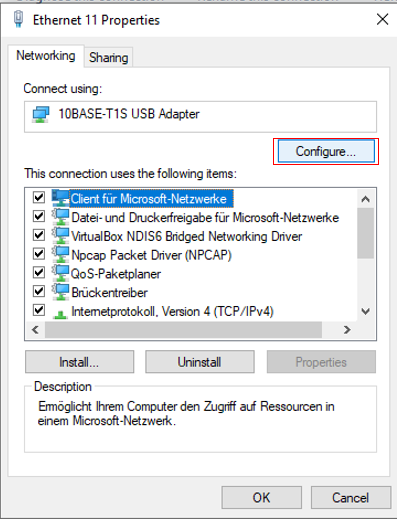 Ethernet 11 Properties
Networking
Sharing
Connect using:
10BASE-T1S USB Adapter
Configure...
This connection uses the following items:
Client für Microsoft-Netzwerke
Datei- und Druckerfreigabe für Microsoft-Netzwerke
VirtualBox NDIS6 Bridged Networking Driver
Npcap Packet Driver (NPCAP)
QoS-Paketplaner
Brückentreiber
Internetprotokoll, Version 4 (TCP/IPv4)
Install...
Uninstall
Properties
Description
Ermöglicht Ihrem Computer den Zugriff auf Ressourcen in
einem Microsoft-Netzwerk.
OK
Cancel